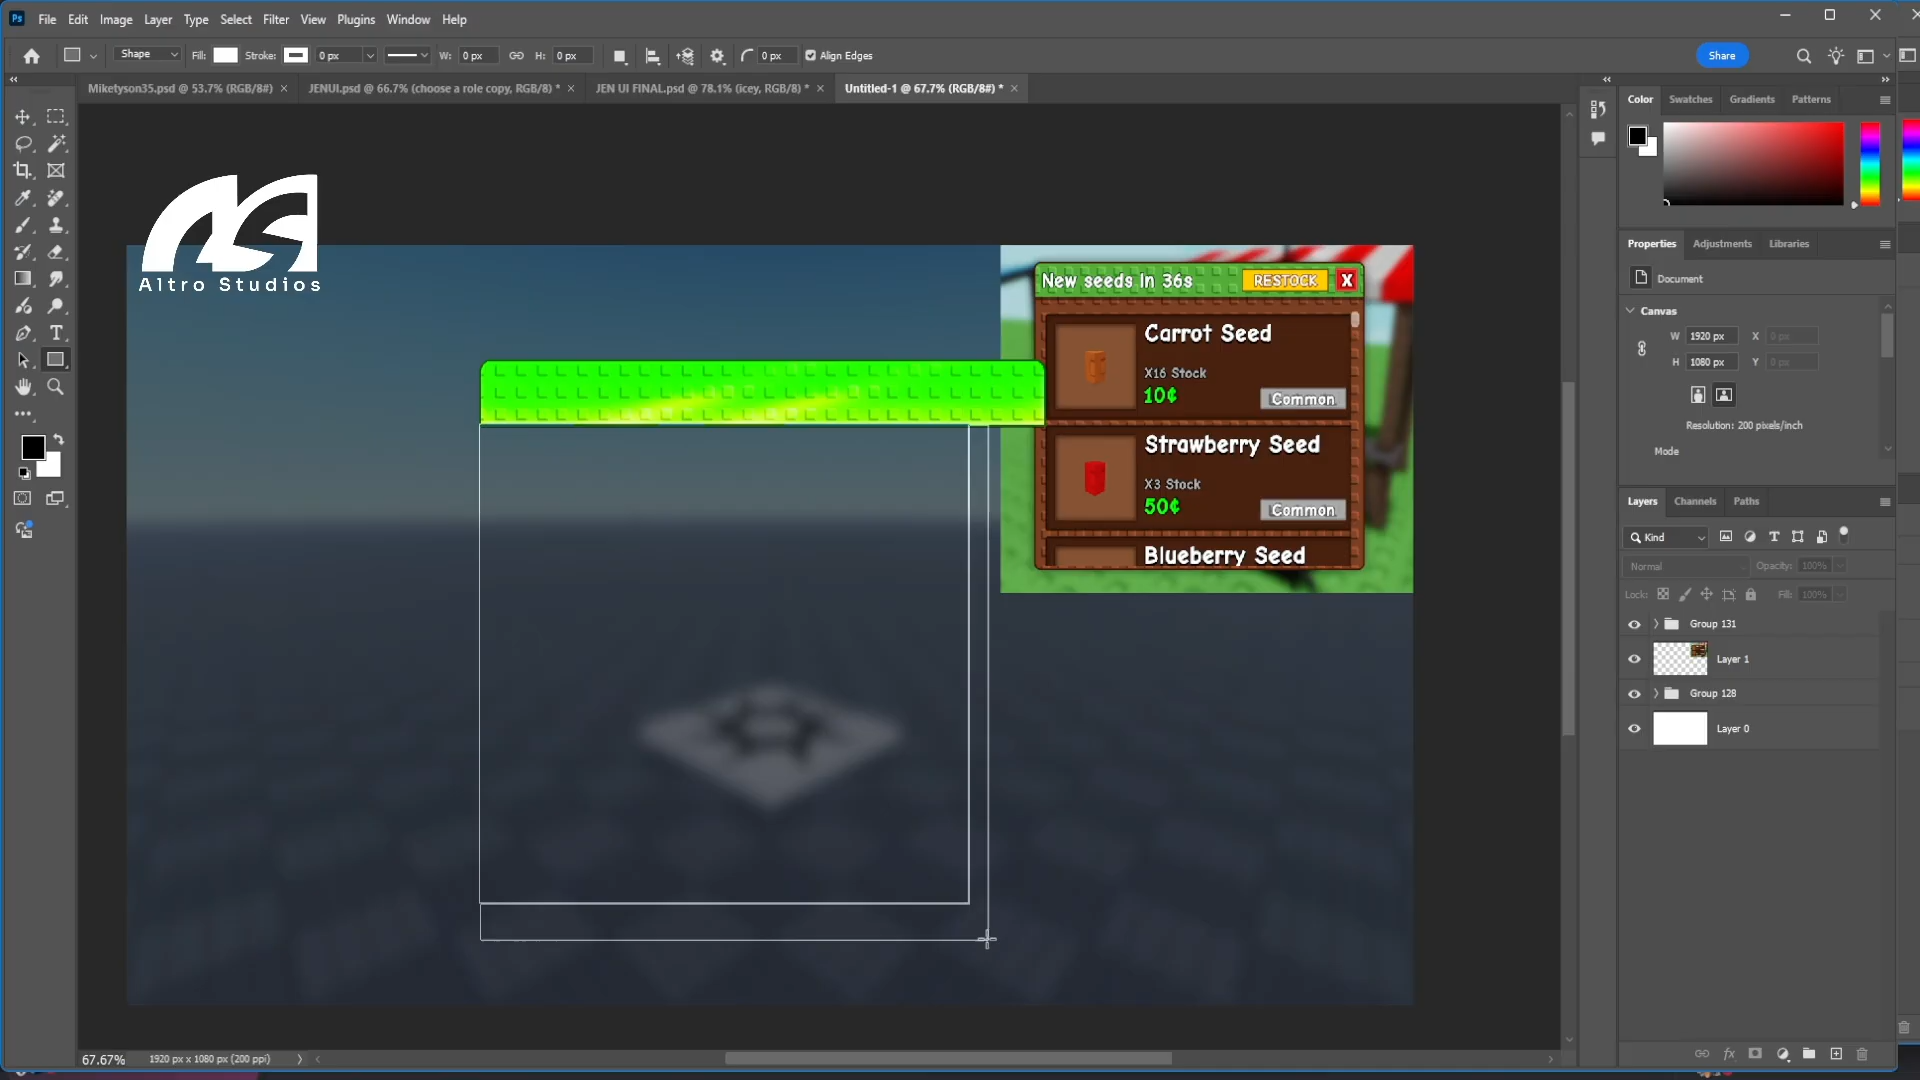 File Edit Image Layer Type Select Filter View Plugins Window Help
Shape Fill: Stroke: 0 px W: 0 px H: 0 px 0 px Align Edges Share
Miketyson35.psd @ 53.7% (RGB/8#) × JENUI.psd @ 66.7% (choose a role copy, RGB/8) * × JEN UI FINAL.psd @ 78.1% (icey, RGB/8) * × Untitled-1 @ 67.7% (RGB/8#) * ×
Color Swatches Gradients Patterns
Altro Studios
New seeds in 36s RESTOCK X
Carrot Seed
X16 Stock
10¢
Common
Strawberry Seed
X3 Stock
50¢
Common
Blueberry Seed
Properties Adjustments Libraries
Document
Canvas
W 1920 px X 0 px
H 1080 px Y 0 px
Resolution: 200 pixels/inch
Mode
Layers Channels Paths
Kind
Normal Opacity: 100%
Lock: Fill: 100%
Group 131
Layer 1
Group 128
Layer 0
67.67% 1920 px x 1080 px (200 ppi)